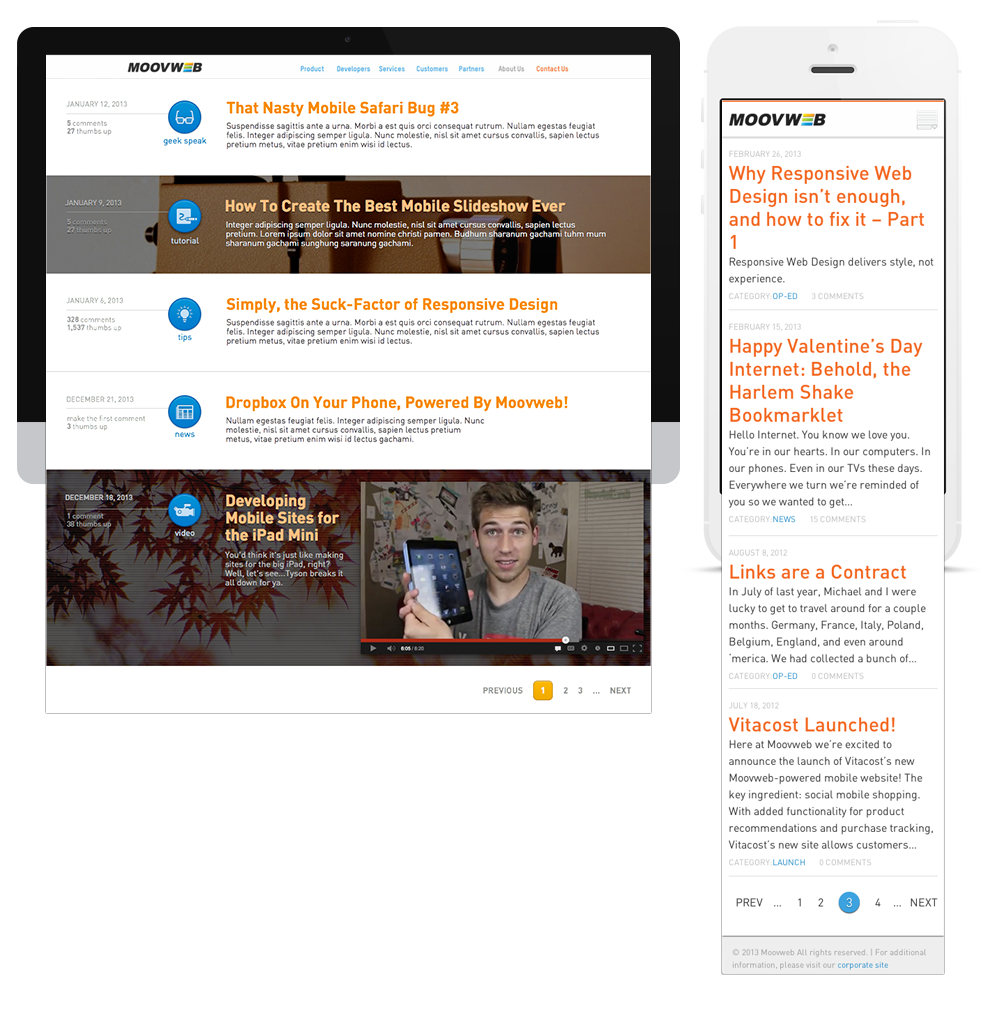 MOOVWEB
Product Developers Services Customers Partners About Us Contact Us
JANUARY 12, 2013
5 comments
27 thumbs up
geek speak
That Nasty Mobile Safari Bug #3
Suspendisse sagittis ante a urna. Morbi a est quis orci consequat rutrum. Nullam egestas feugiat
felis. Integer adipiscing semper ligula. Nunc molestie, nisl sit amet cursus convallis, sapien lectus
pretium metus, vitae pretium enim wisi id lectus.
JANUARY 9, 2013
5 comments
27 thumbs up
tutorial
How To Create The Best Mobile Slideshow Ever
Integer adipiscing semper ligula. Nunc molestie, nisl sit amet cursus convallis, sapien lectus
pretium. Lorem ipsum dolor sit amet nomine christi pamen. Budhum sharanum gachami tuhm mum
sharanum gachami sunghung saranung gachami.
JANUARY 6, 2013
328 comments
1,537 thumbs up
tips
Simply, the Suck-Factor of Responsive Design
Suspendisse sagittis ante a urna. Morbi a est quis orci consequat rutrum. Nullam egestas feugiat
felis. Integer adipiscing semper ligula. Nunc molestie, nisl sit amet cursus convallis, sapien lectus
pretium metus, vitae pretium enim wisi id lectus.
DECEMBER 21, 2013
make the first comment
3 thumbs up
news
Dropbox On Your Phone, Powered By Moovweb!
Nullam egestas feugiat felis. Integer adipiscing semper ligula. Nunc
molestie, nisl sit amet cursus convallis, sapien lectus pretium
metus, vitae pretium enim wisi id lectus gachami.
DECEMBER 18, 2013
1 comment
38 thumbs up
video
Developing
Mobile Sites for
the iPad Mini
You'd think it's just like making
sites for the big iPad, right?
Well, let's see...Tyson breaks it
all down for ya.
6:05 / 6:20
PREVIOUS 1 2 3 ... NEXT
MOOVWEB
FEBRUARY 26, 2013
Why Responsive Web
Design isn't enough,
and how to fix it – Part
1
Responsive Web Design delivers style, not
experience.
CATEGORY:OP-ED 3 COMMENTS
FEBRUARY 15, 2013
Happy Valentine's Day
Internet: Behold, the
Harlem Shake
Bookmarklet
Hello Internet. You know we love you.
You're in our hearts. In our computers. In
our phones. Even in our TVs these days.
Everywhere we turn we're reminded of
you so we wanted to get...
CATEGORY:NEWS 15 COMMENTS
AUGUST 8, 2012
Links are a Contract
In July of last year, Michael and I were
lucky to get to travel around for a couple
months. Germany, France, Italy, Poland,
Belgium, England, and even around
'merica. We had collected a bunch of...
CATEGORY:OP-ED 0 COMMENTS
JULY 18, 2012
Vitacost Launched!
Here at Moovweb we're excited to
announce the launch of Vitacost's new
Moovweb-powered mobile website! The
key ingredient: social mobile shopping.
With added functionality for product
recommendations and purchase tracking,
Vitacost's new site allows customers...
CATEGORY:LAUNCH 0 COMMENTS
PREV ... 1 2 3 4 ... NEXT
© 2013 Moovweb All rights reserved. | For additional
information, please visit our corporate site